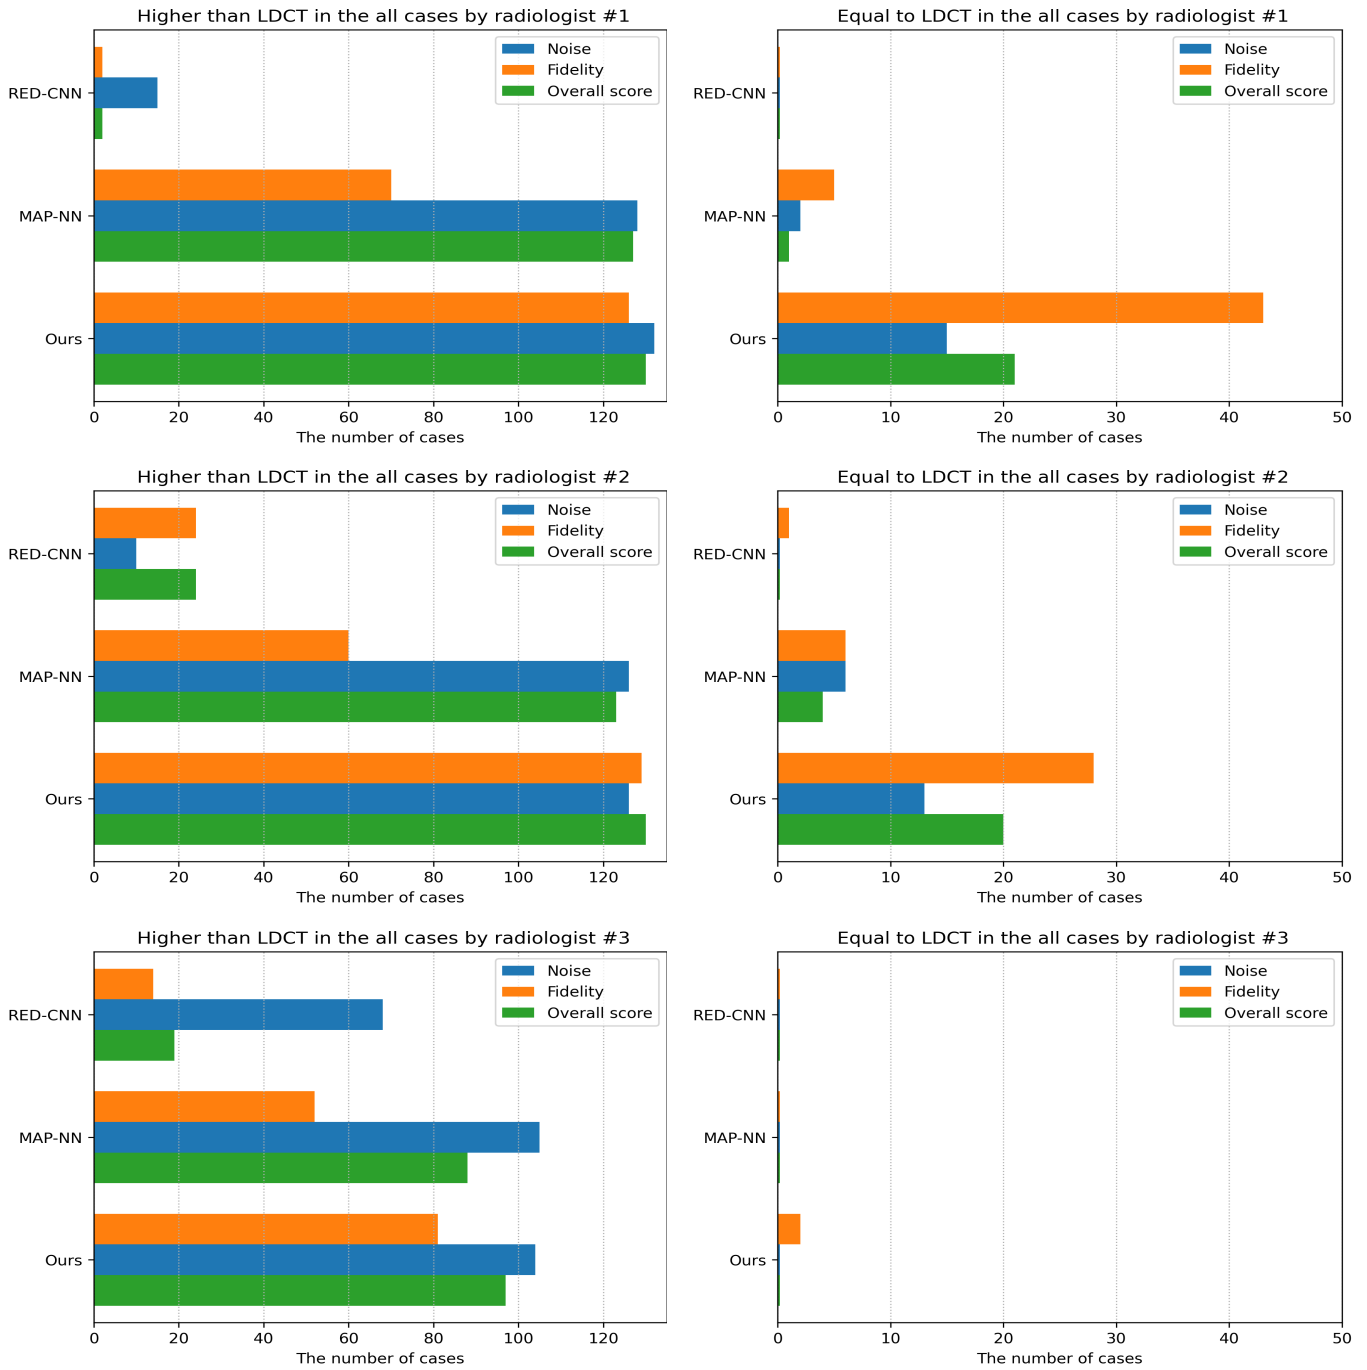 Higher than LDCT in the all cases by radiologist #1
Noise
Fidelity
Overall score
RED-CNN
MAP-NN
Ours
0 20 40 60 80 100 120
The number of cases
Equal to LDCT in the all cases by radiologist #1
Noise
Fidelity
Overall score
RED-CNN
MAP-NN
Ours
0 10 20 30 40 50
The number of cases
Higher than LDCT in the all cases by radiologist #2
Noise
Fidelity
Overall score
RED-CNN
MAP-NN
Ours
0 20 40 60 80 100 120
The number of cases
Equal to LDCT in the all cases by radiologist #2
Noise
Fidelity
Overall score
RED-CNN
MAP-NN
Ours
0 10 20 30 40 50
The number of cases
Higher than LDCT in the all cases by radiologist #3
Noise
Fidelity
Overall score
RED-CNN
MAP-NN
Ours
0 20 40 60 80 100 120
The number of cases
Equal to LDCT in the all cases by radiologist #3
Noise
Fidelity
Overall score
RED-CNN
MAP-NN
Ours
0 10 20 30 40 50
The number of cases